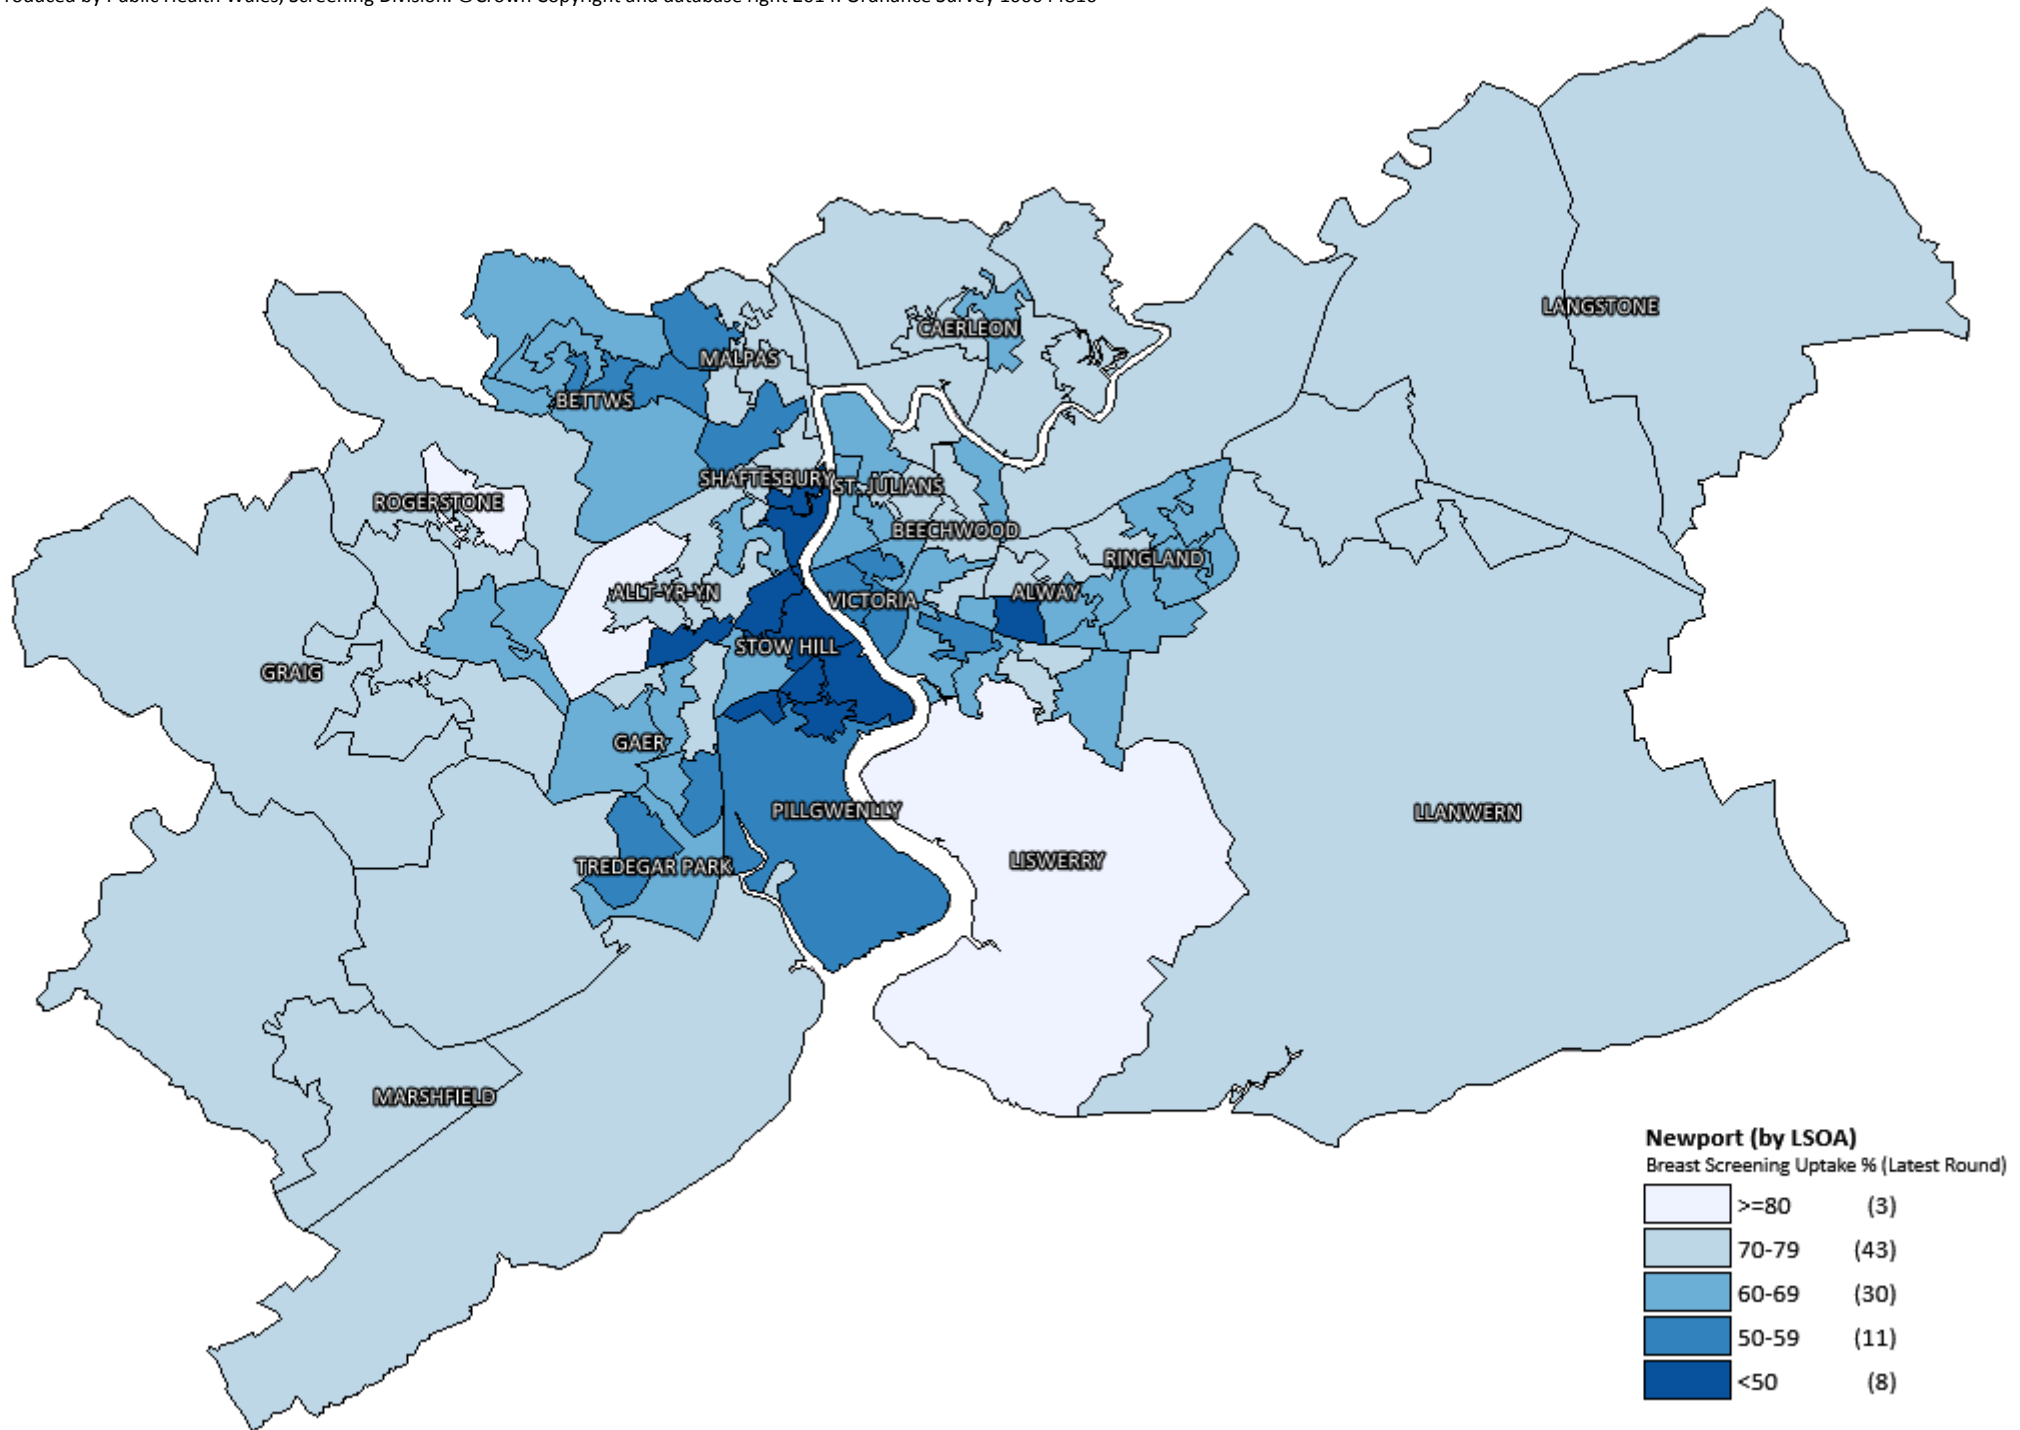 LANGSTONE
CAERLEON
MALPAS
BETTWS
SHAFTESBURY
ST. JULIANS
ROGERSTONE
BEECHWOOD
RINGLAND
ALLT-YR-YN
VICTORIA
ALWAY
STOW HILL
GRAIG
GAER
PILLGWENLLY
LLANWERN
LISWERRY
TREDEGAR PARK
MARSHFIELD
Newport (by LSOA)
Breast Screening Uptake % (Latest Round)
>=80 (3)
70-79 (43)
60-69 (30)
50-59 (11)
<50 (8)